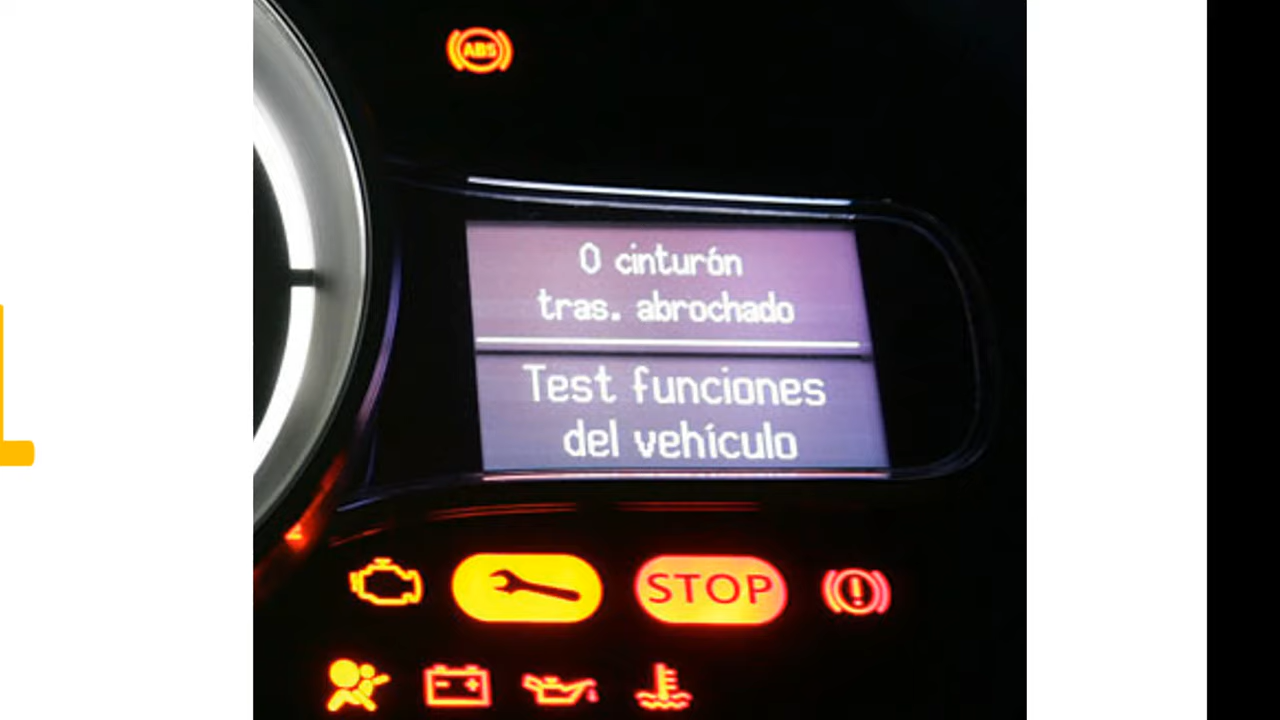 ABS
0 cinturón
tras. abrochado
Test funciones
del vehículo
STOP